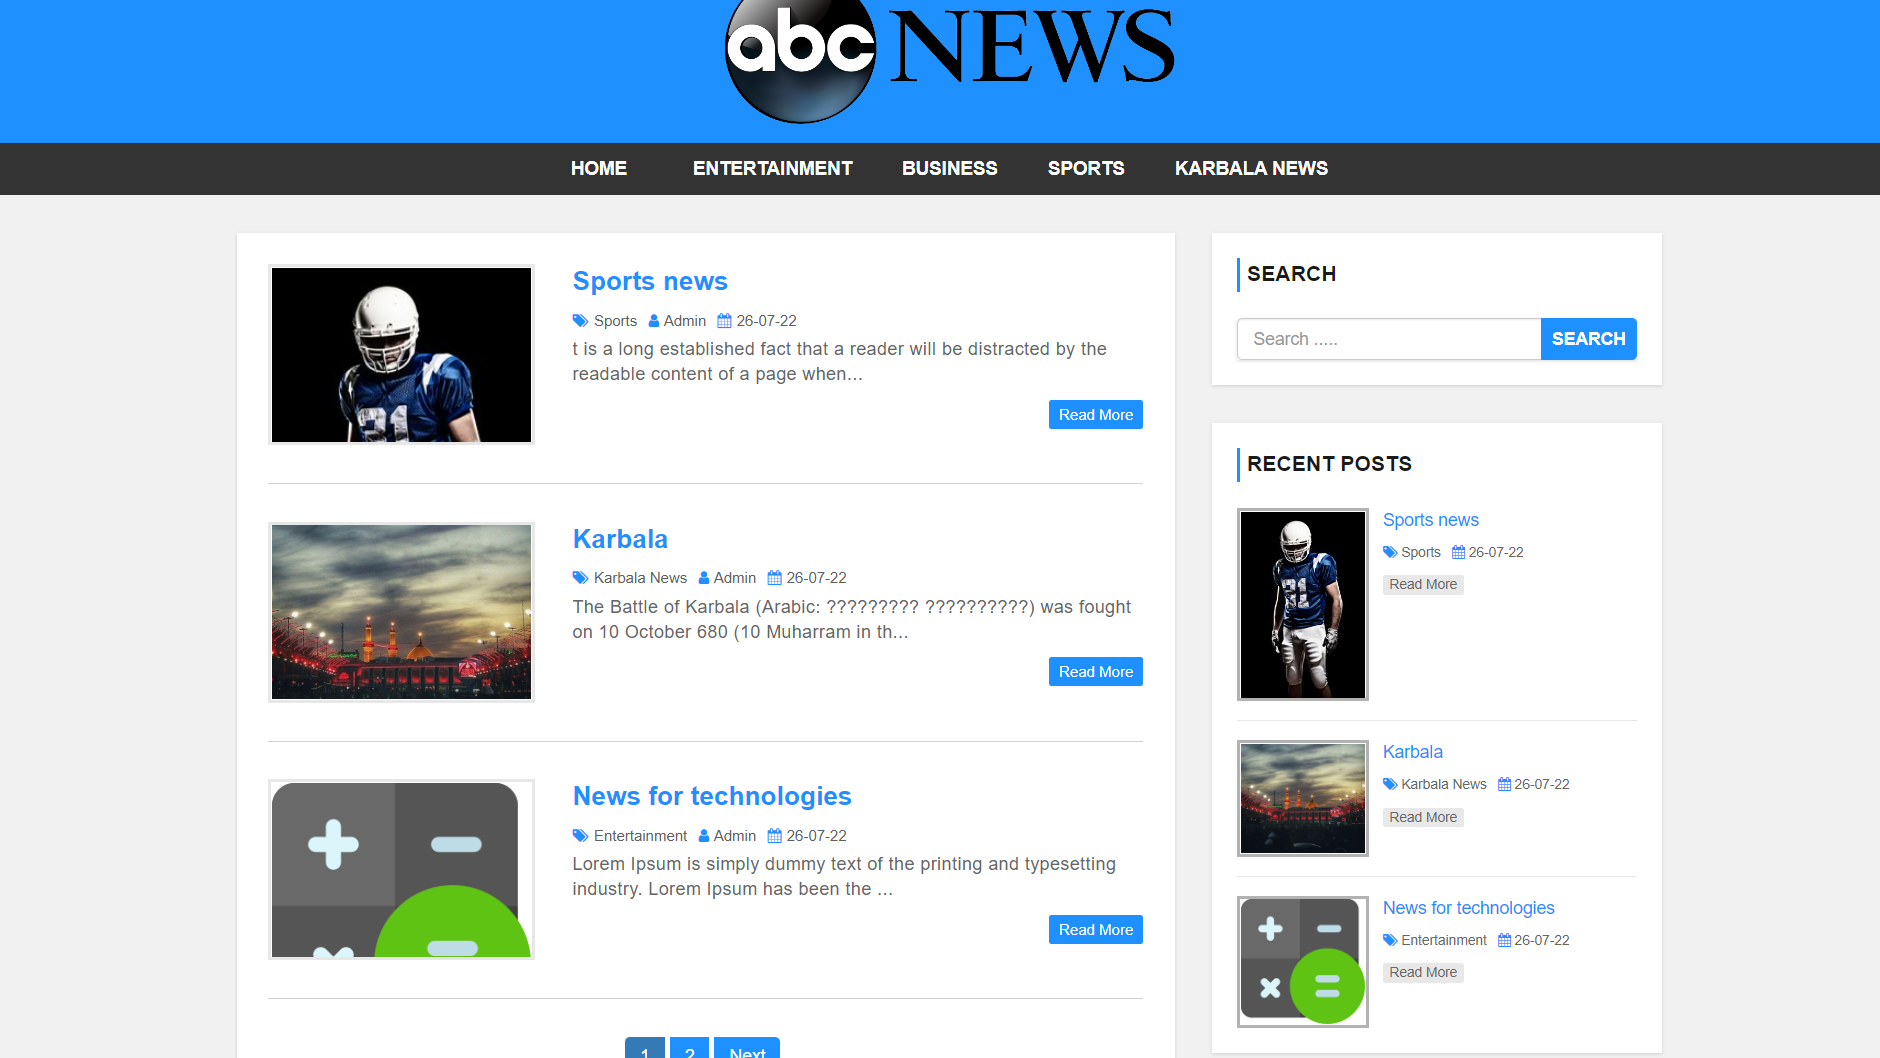 abc NEWS
HOME ENTERTAINMENT BUSINESS SPORTS KARBALA NEWS
Sports news
Sports Admin 26-07-22
t is a long established fact that a reader will be distracted by the
readable content of a page when...
Read More
21
Karbala
Karbala News Admin 26-07-22
The Battle of Karbala (Arabic: ????????? ??????????) was fought
on 10 October 680 (10 Muharram in th...
Read More
News for technologies
Entertainment Admin 26-07-22
Lorem Ipsum is simply dummy text of the printing and typesetting
industry. Lorem Ipsum has been the ...
Read More
1 2 Next
SEARCH
Search ..... SEARCH
RECENT POSTS
Sports news
Sports 26-07-22
Read More
21
Karbala
Karbala News 26-07-22
Read More
News for technologies
Entertainment 26-07-22
Read More